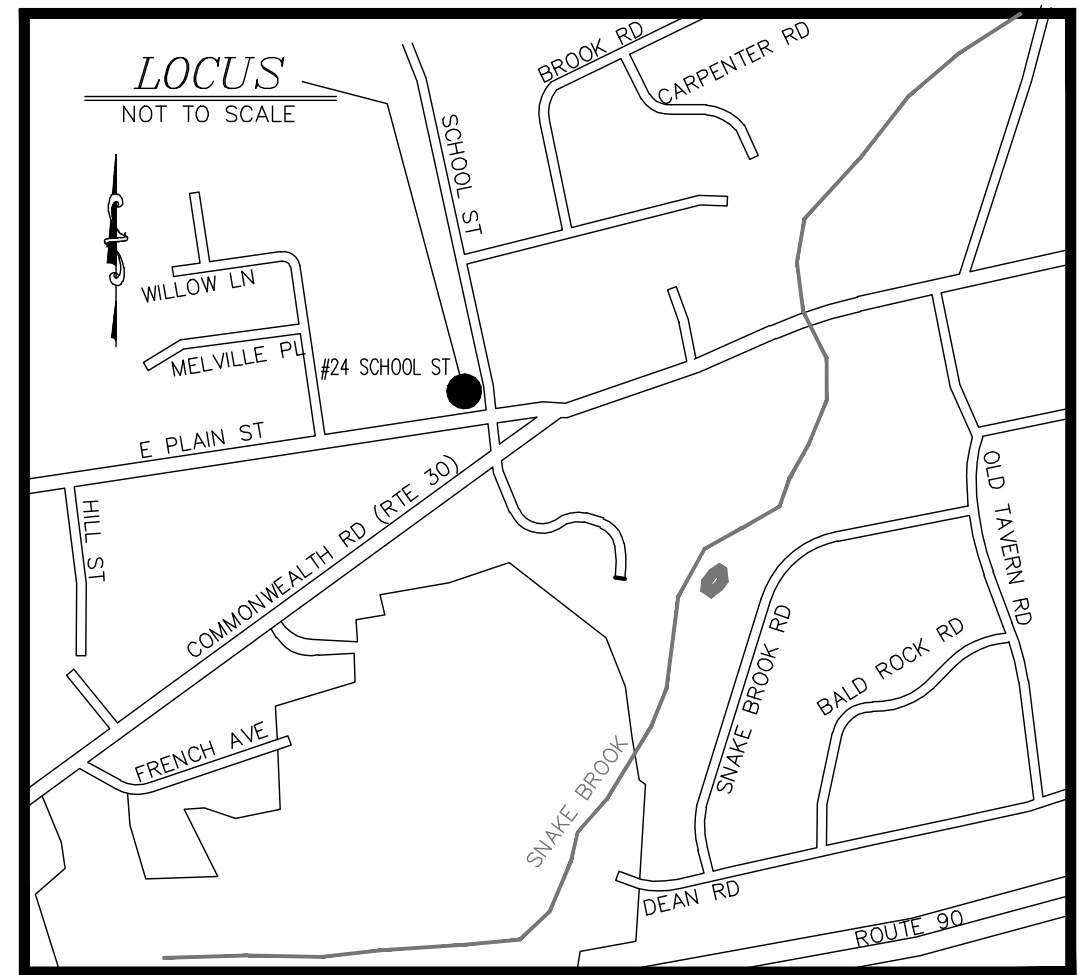 LOCUS
NOT TO SCALE
BROOK RD
CARPENTER RD
SCHOOL ST
WILLOW LN
MELVILLE PL
#24 SCHOOL ST
E PLAIN ST
HILL ST
COMMONWEALTH RD (RTE 30)
OLD TAVERN RD
SNAKE BROOK RD
BALD ROCK RD
FRENCH AVE
SNAKE BROOK
DEAN RD
ROUTE 90